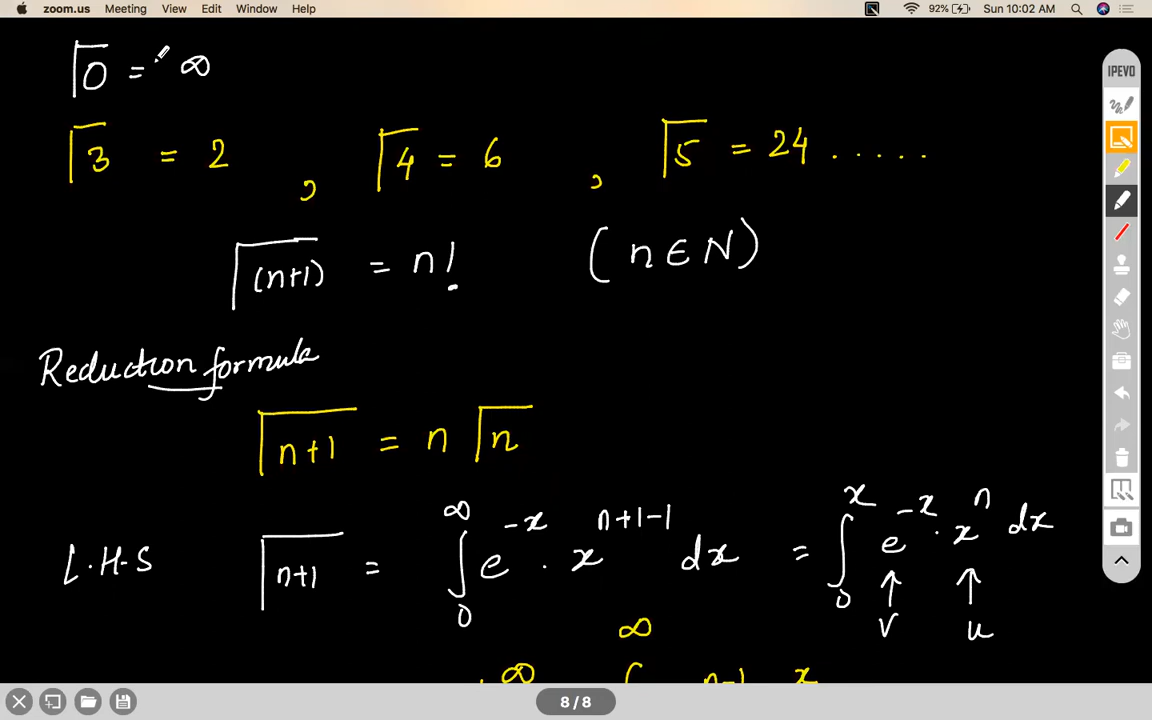 zoom.us Meeting View Edit Window Help 92% Sun 10:02 AM
IPEVO
Γ0 = ∞
Γ3 = 2 , Γ4 = 6 , Γ5 = 24 .....
Γ(n+1) = n! (n ∈ N)
Reduction formula
Γn+1 = n Γn
L.H.S Γn+1 = ∫₀^∞ e^-x . x^n+1-1 dx = ∫₀^x e^-x . x^n dx
v u
∞
∞ ∫ n-1 x
8 / 8